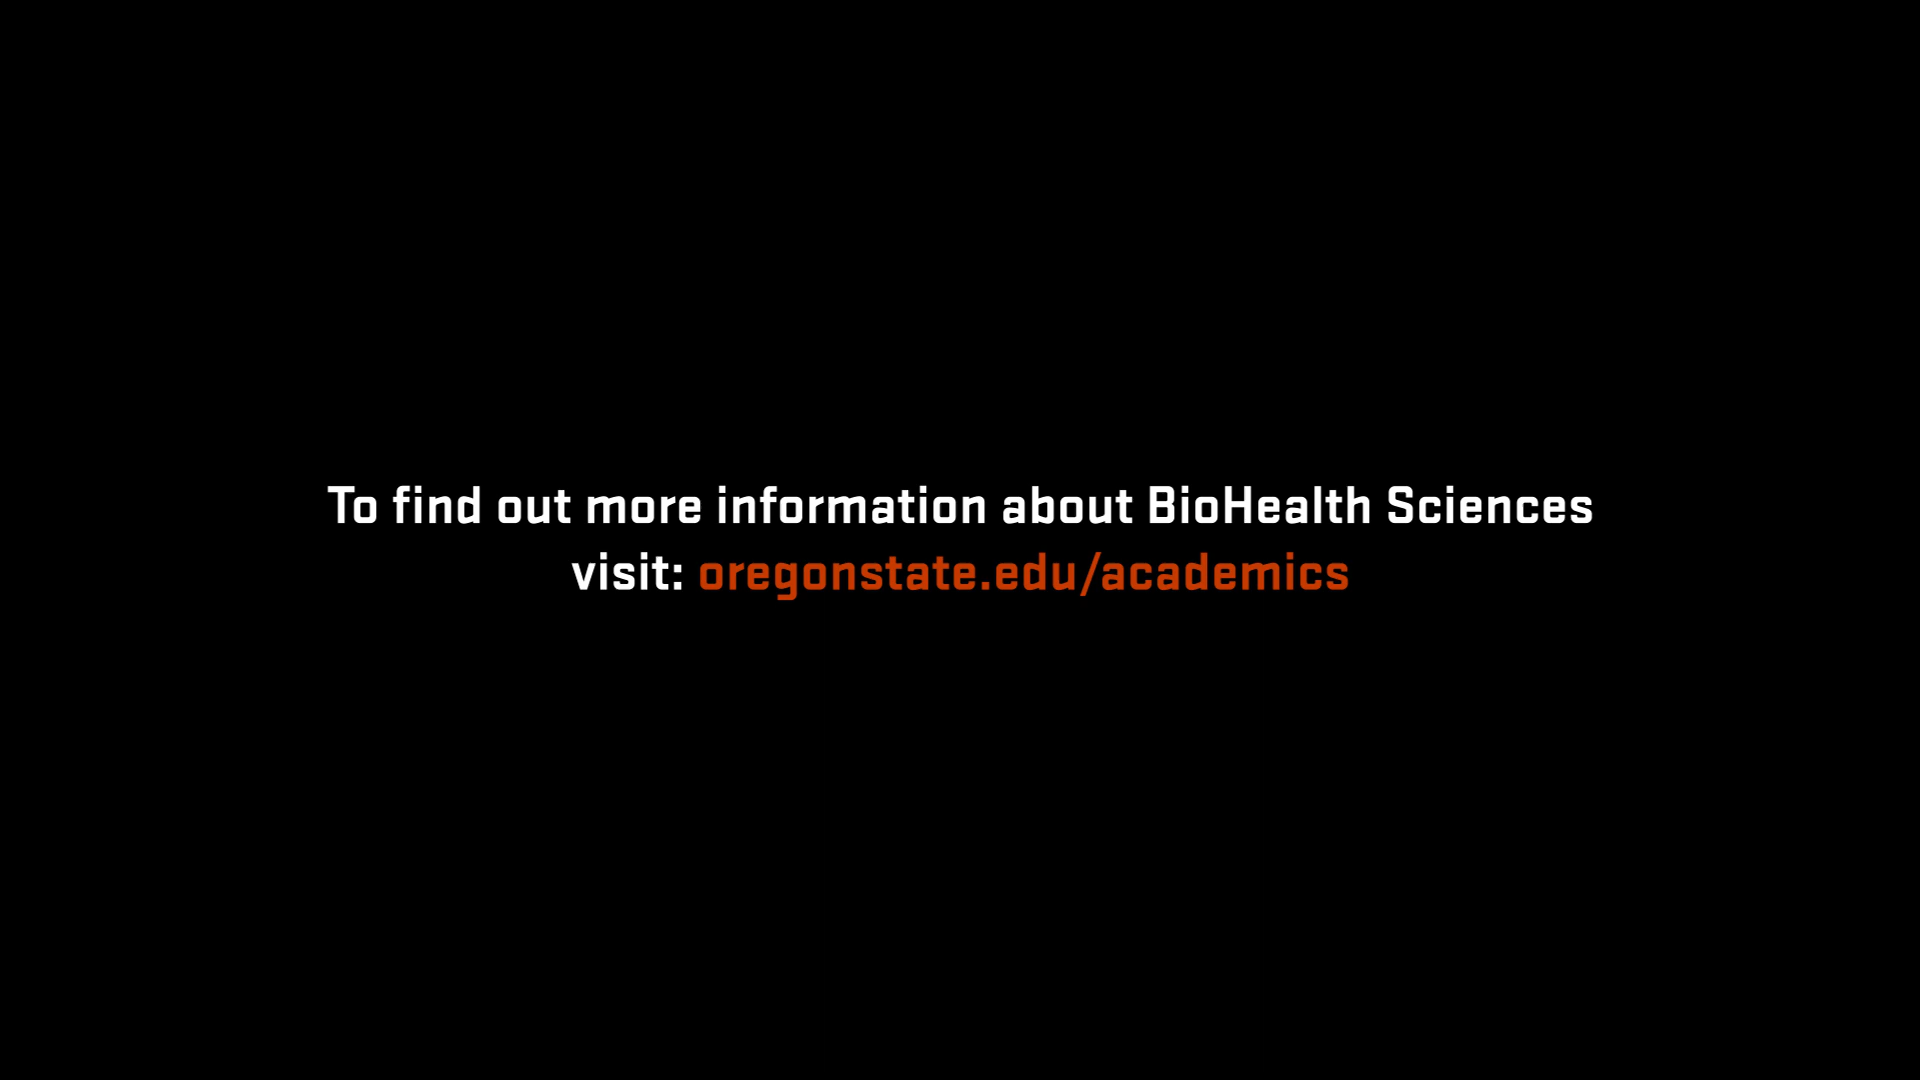 To find out more information about BioHealth Sciences
visit: oregonstate.edu/academics